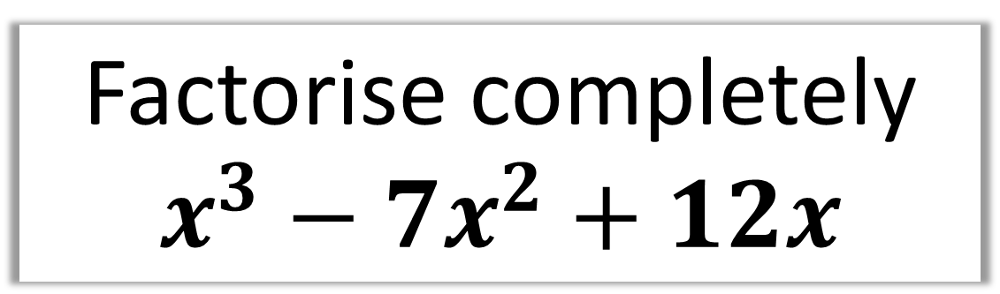 Factorise completely
x³ − 7x² + 12x